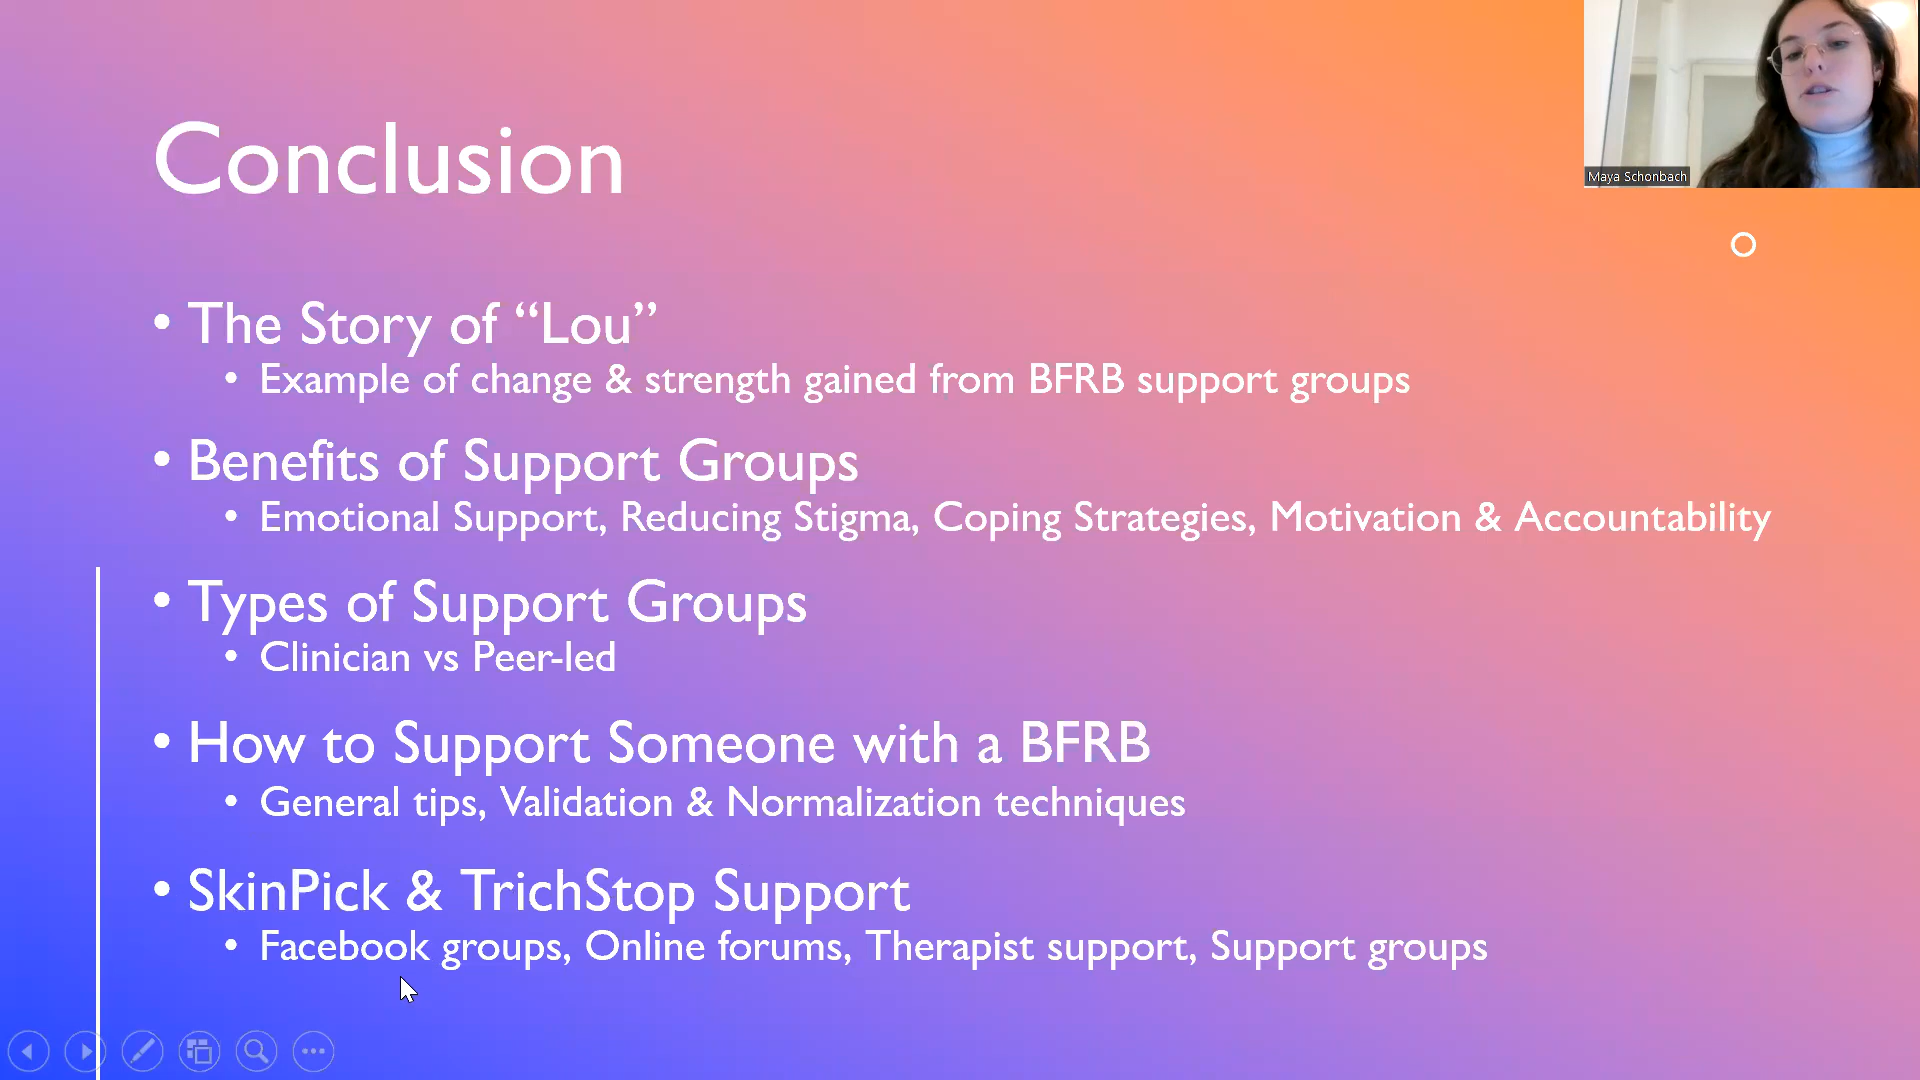 Conclusion
Maya Schonbach
• The Story of “Lou”
• Example of change & strength gained from BFRB support groups
• Benefits of Support Groups
• Emotional Support, Reducing Stigma, Coping Strategies, Motivation & Accountability
• Types of Support Groups
• Clinician vs Peer-led
• How to Support Someone with a BFRB
• General tips, Validation & Normalization techniques
• SkinPick & TrichStop Support
• Facebook groups, Online forums, Therapist support, Support groups